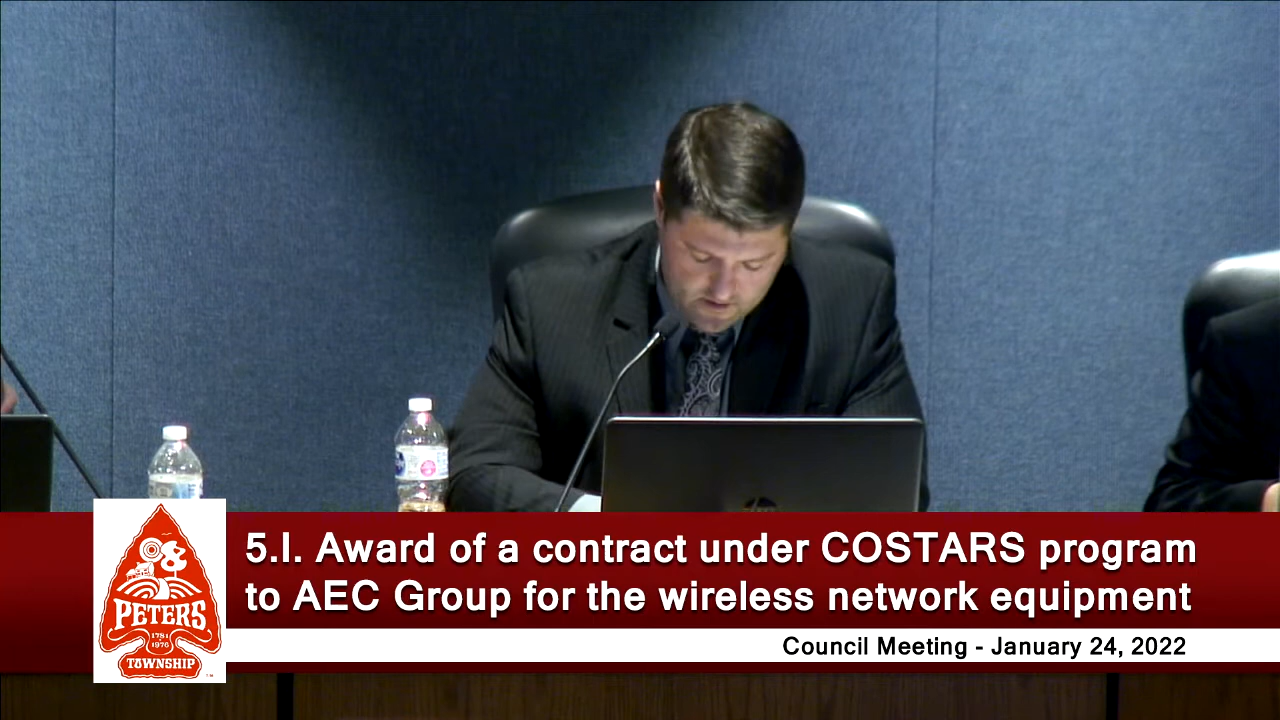 5.I. Award of a contract under COSTARS program
to AEC Group for the wireless network equipment
Council Meeting - January 24, 2022
PETERS
1781
1976
TOWNSHIP